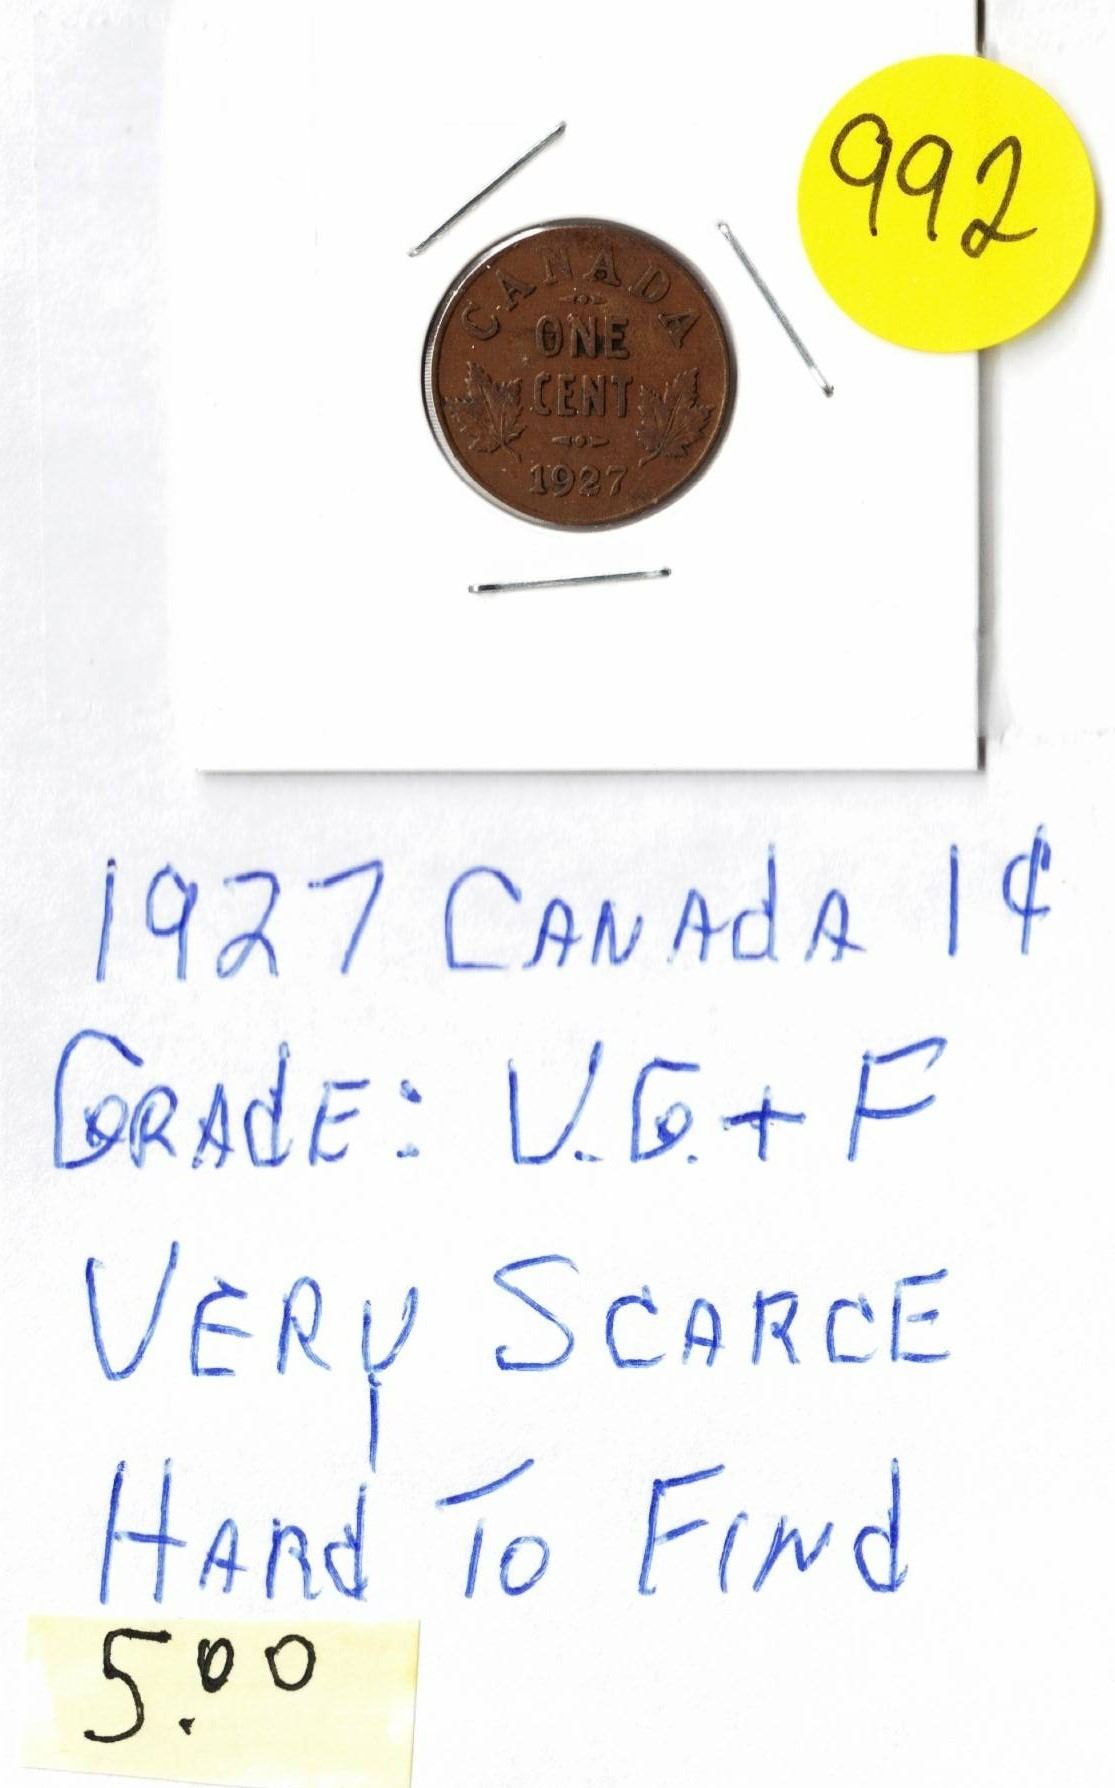 992
CANADA
ONE
CENT
1927
1927 CANAdA 1¢
GRAdE: V.G.+ F
VERy SCARCE
HARd To FINd
5.00